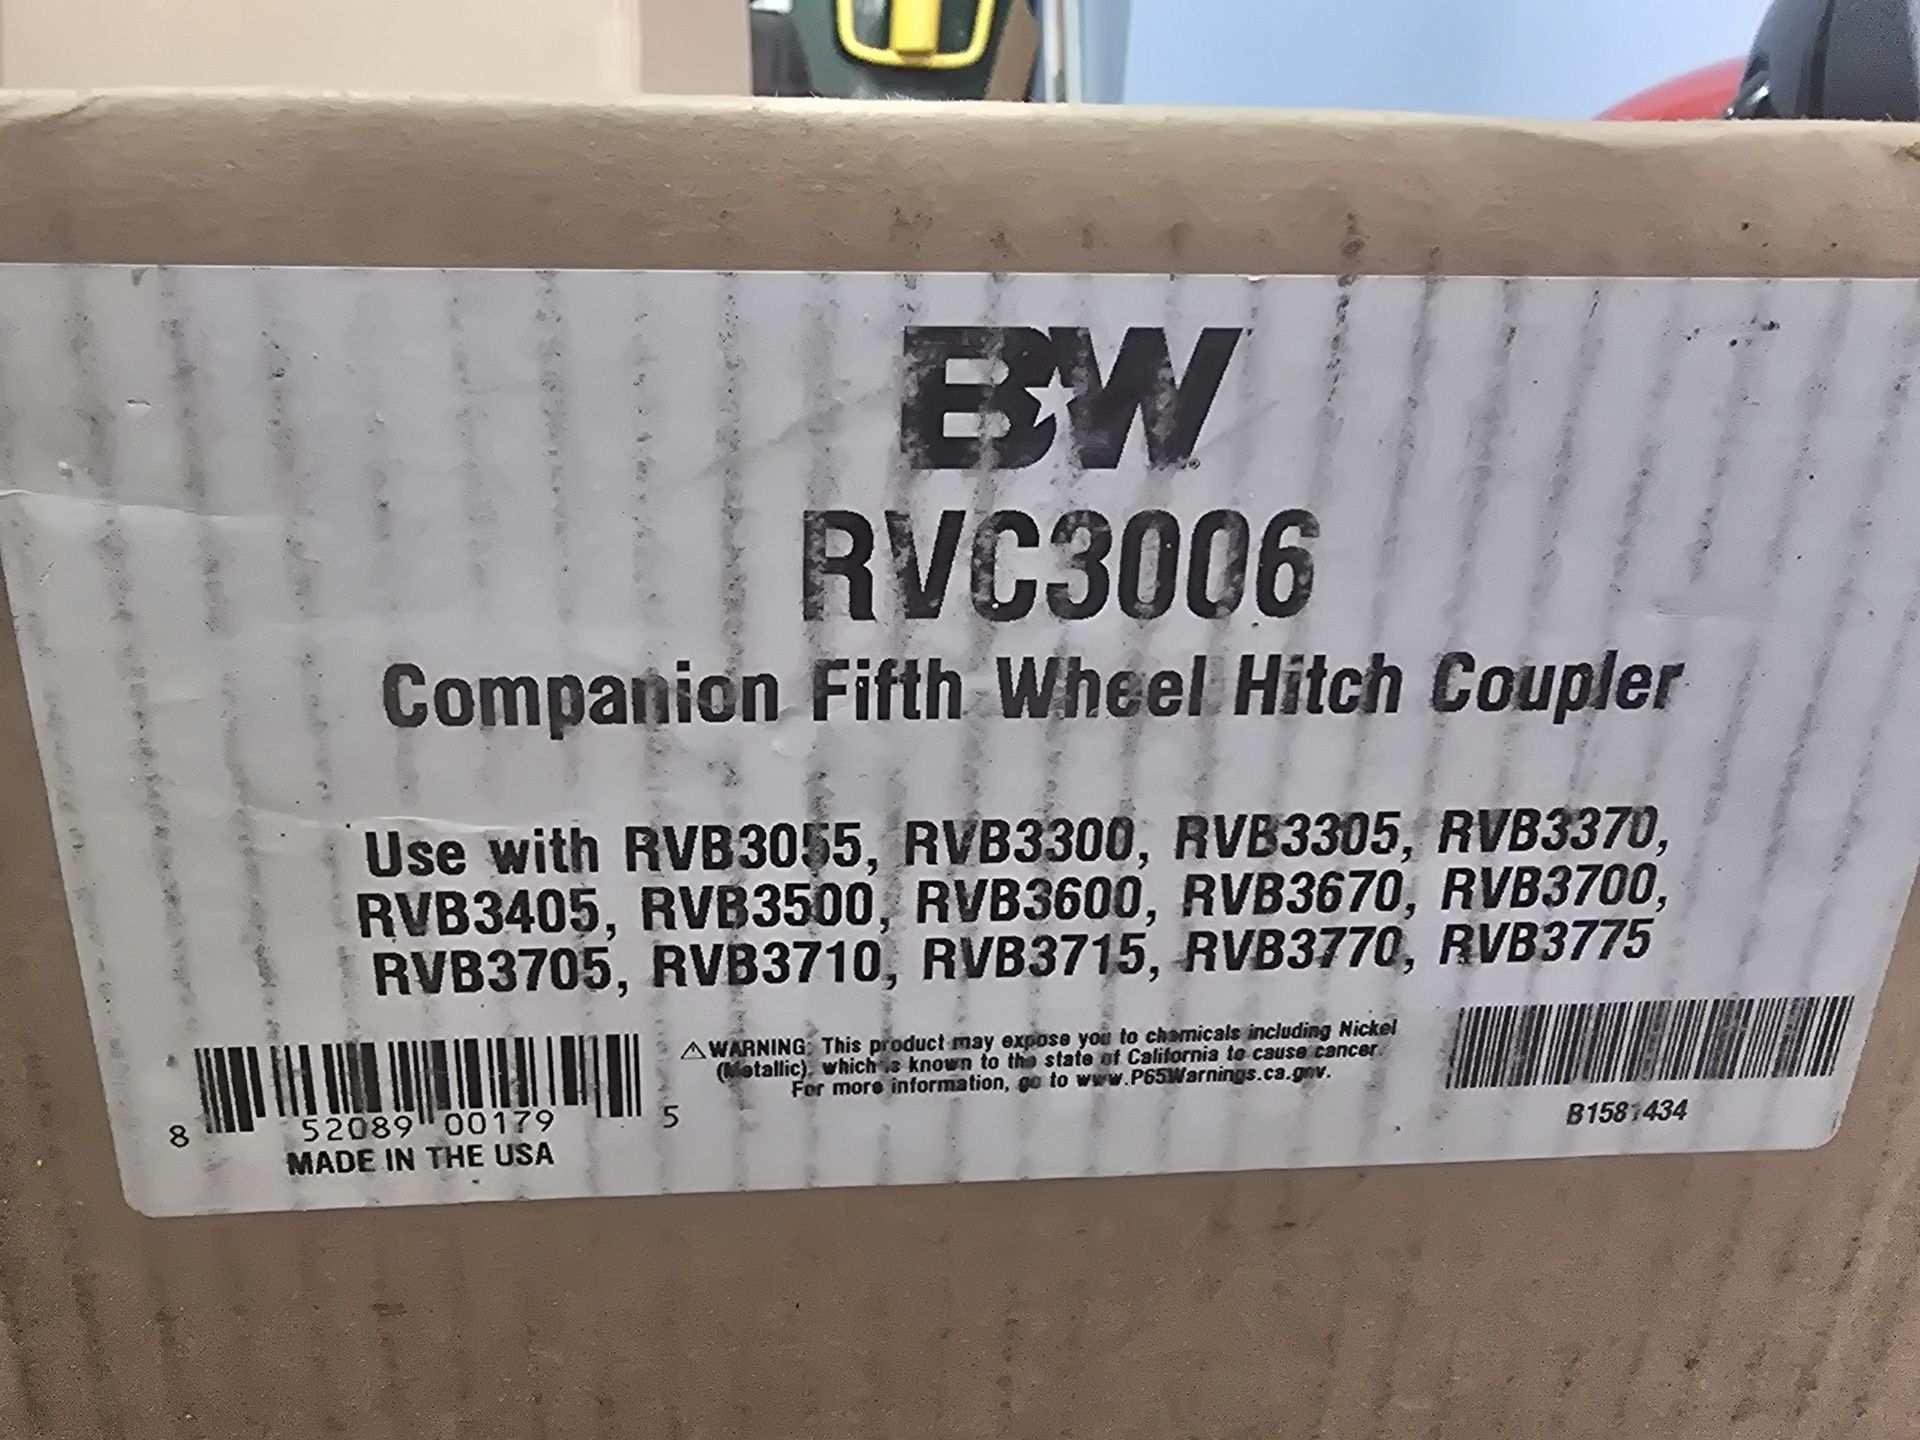 BW
RVC3006
Companion Fifth Wheel Hitch Coupler
Use with RVB3055, RVB3300, RVB3305, RVB3370,
RVB3405, RVB3500, RVB3600, RVB3670, RVB3700,
RVB3705, RVB3710, RVB3715, RVB3770, RVB3775
WARNING: This product may expose you to chemicals including Nickel
(Metallic), which is known to the state of California to cause cancer.
For more information, go to www.P65Warnings.ca.gov.
8 52089 00179 5
MADE IN THE USA
B1581434